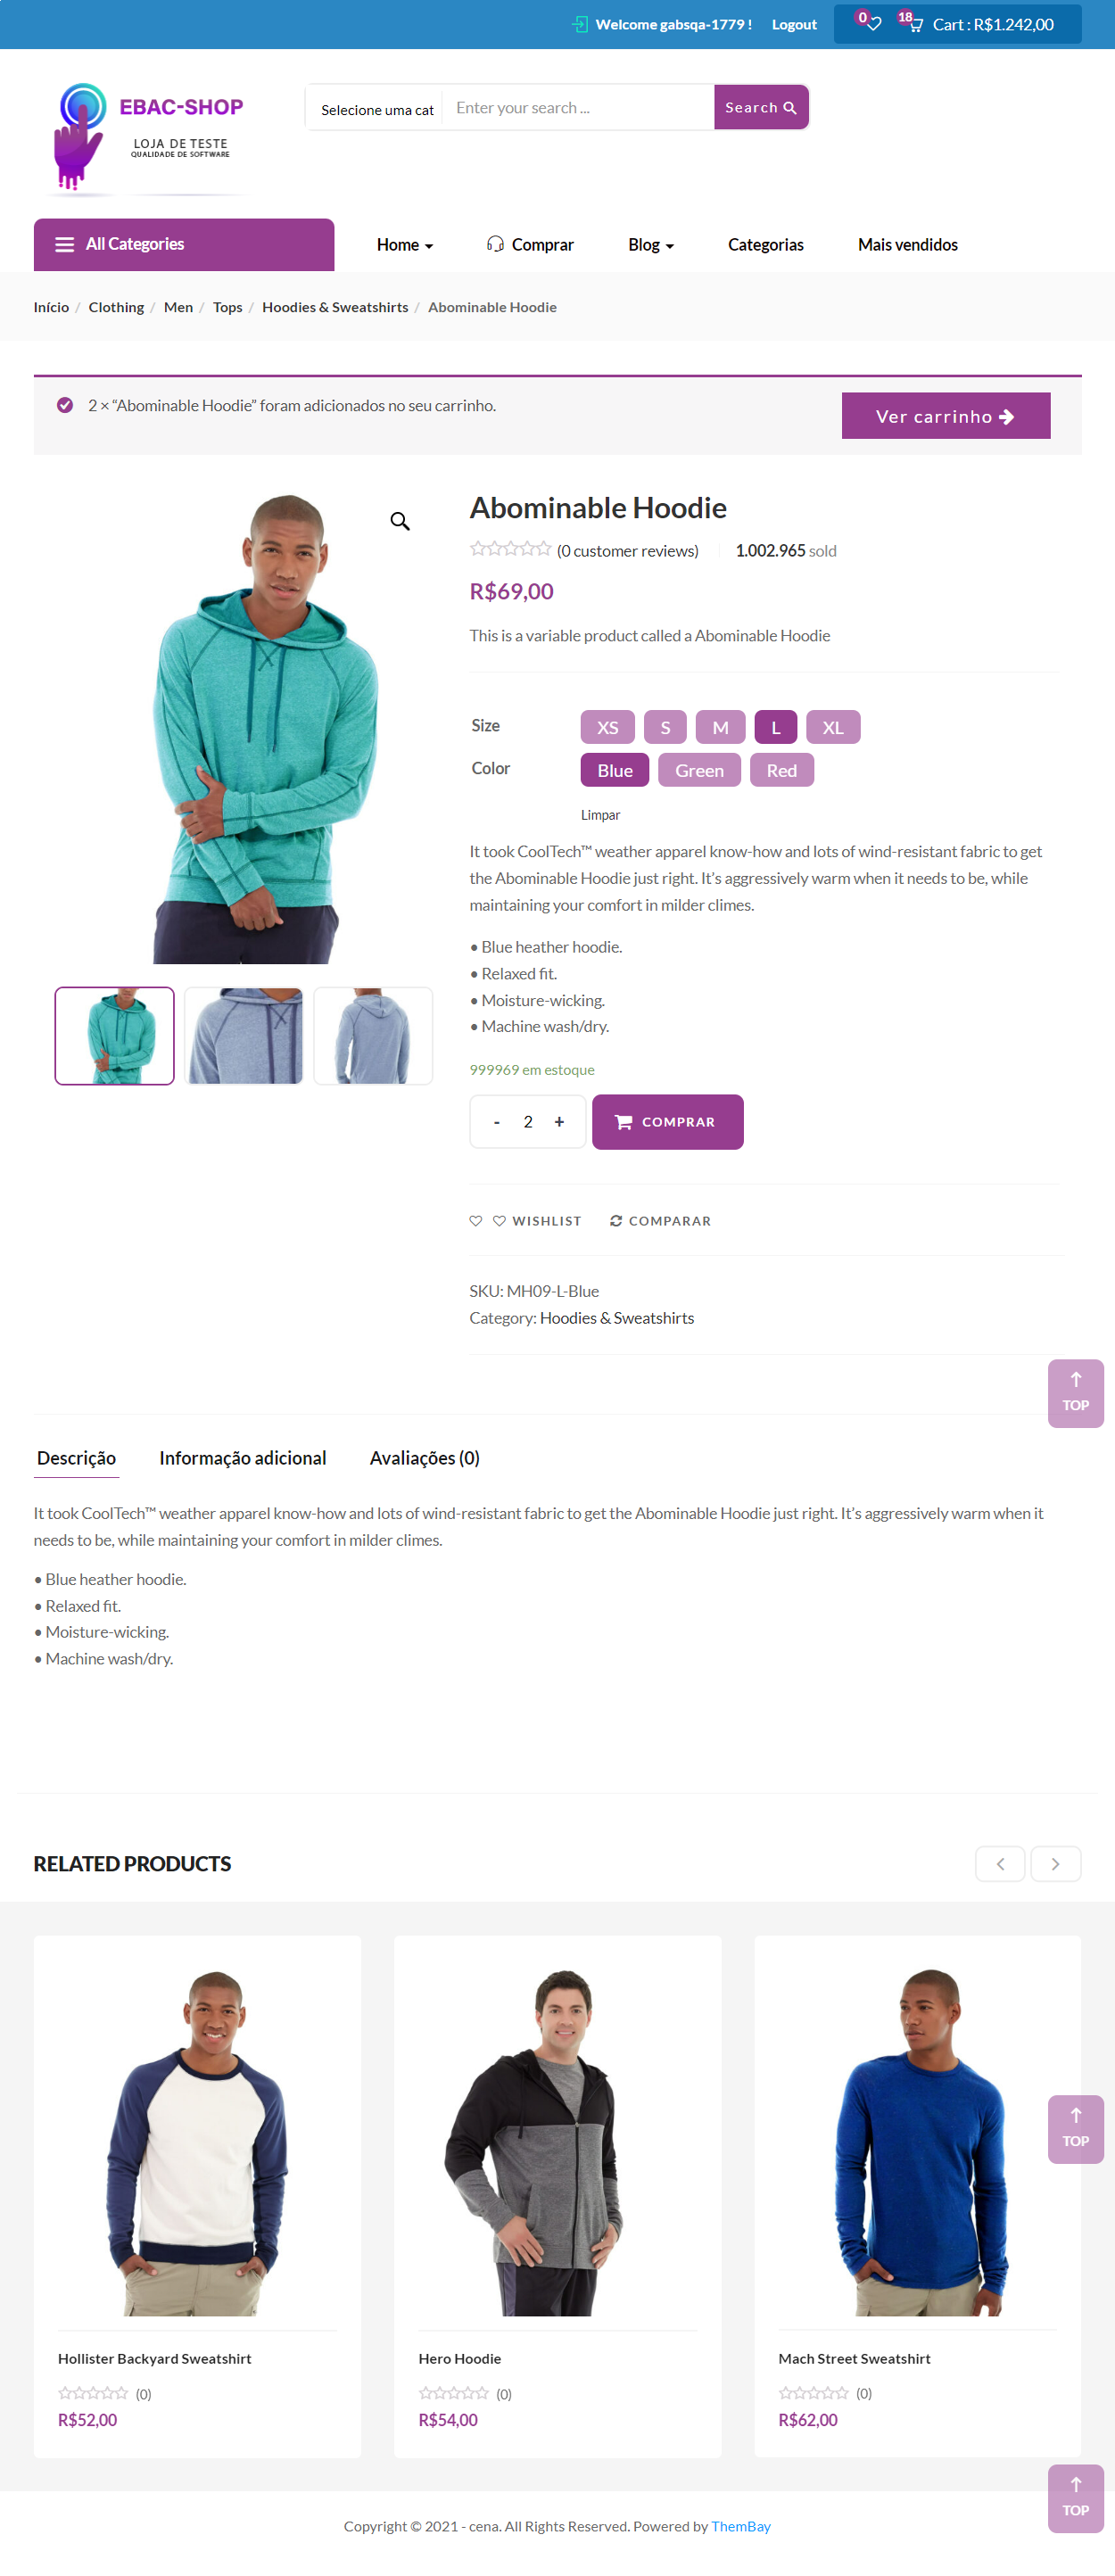 Welcome gabsqa-1779 !
Logout
0
18
Cart : R$1.242,00
EBAC-SHOP
LOJA DE TESTE
QUALIDADE DE SOFTWARE
Selecione uma cat
Enter your search ...
Search
All Categories
Home
Comprar
Blog
Categorias
Mais vendidos
Início / Clothing / Men / Tops / Hoodies & Sweatshirts / Abominable Hoodie
2 × “Abominable Hoodie” foram adicionados no seu carrinho.
Ver carrinho
Abominable Hoodie
(0 customer reviews)
1.002.965 sold
R$69,00
This is a variable product called a Abominable Hoodie
Size
XS
S
M
L
XL
Color
Blue
Green
Red
Limpar
It took CoolTech™ weather apparel know-how and lots of wind-resistant fabric to get
the Abominable Hoodie just right. It’s aggressively warm when it needs to be, while
maintaining your comfort in milder climes.
• Blue heather hoodie.
• Relaxed fit.
• Moisture-wicking.
• Machine wash/dry.
999969 em estoque
- 2 +
COMPRAR
WISHLIST
COMPARAR
SKU: MH09-L-Blue
Category: Hoodies & Sweatshirts
TOP
Descrição
Informação adicional
Avaliações (0)
It took CoolTech™ weather apparel know-how and lots of wind-resistant fabric to get the Abominable Hoodie just right. It’s aggressively warm when it
needs to be, while maintaining your comfort in milder climes.
• Blue heather hoodie.
• Relaxed fit.
• Moisture-wicking.
• Machine wash/dry.
RELATED PRODUCTS
TOP
Hollister Backyard Sweatshirt
(0)
R$52,00
Hero Hoodie
(0)
R$54,00
Mach Street Sweatshirt
(0)
R$62,00
TOP
Copyright © 2021 - cena. All Rights Reserved. Powered by ThemBay